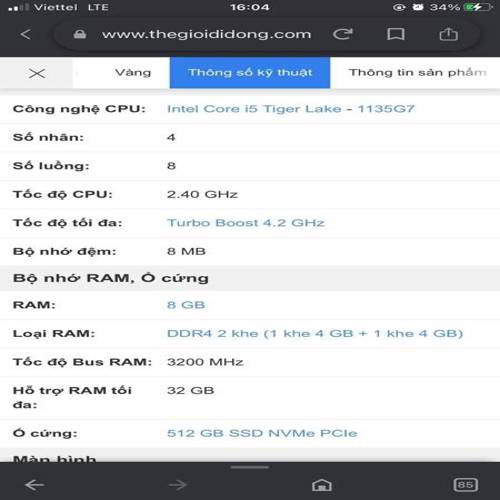 Viettel LTE 16:04 34%
www.thegioididong.com
Vàng Thông số kỹ thuật Thông tin sản phẩm
Công nghệ CPU: Intel Core i5 Tiger Lake - 1135G7
Số nhân: 4
Số luồng: 8
Tốc độ CPU: 2.40 GHz
Tốc độ tối đa: Turbo Boost 4.2 GHz
Bộ nhớ đệm: 8 MB
Bộ nhớ RAM, Ổ cứng
RAM: 8 GB
Loại RAM: DDR4 2 khe (1 khe 4 GB + 1 khe 4 GB)
Tốc độ Bus RAM: 3200 MHz
Hỗ trợ RAM tối 32 GB
đa:
Ổ cứng: 512 GB SSD NVMe PCIe
Màn hình
85